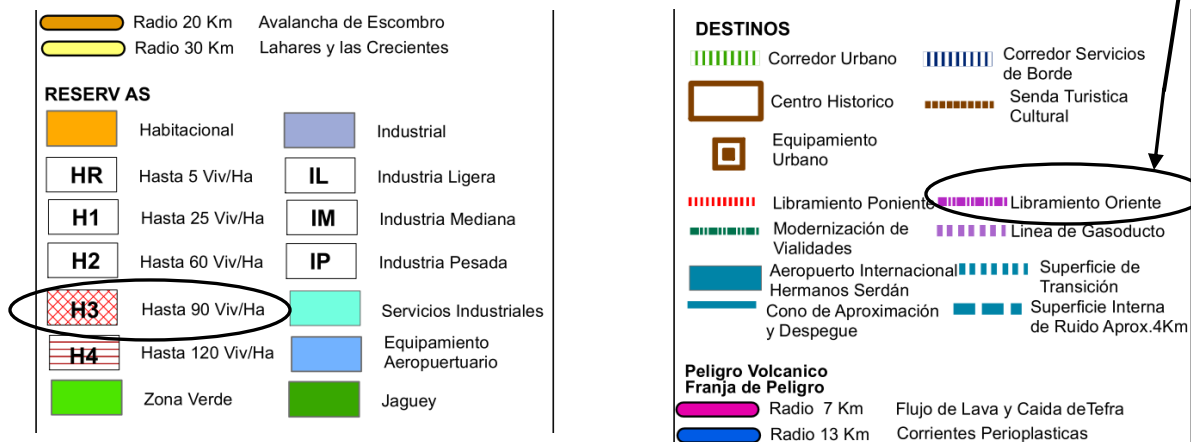 Radio 20 Km Avalancha de Escombro
Radio 30 Km Lahares y las Crecientes
RESERV AS
Habitacional
Industrial
HR Hasta 5 Viv/Ha
IL Industria Ligera
H1 Hasta 25 Viv/Ha
IM Industria Mediana
H2 Hasta 60 Viv/Ha
IP Industria Pesada
H3 Hasta 90 Viv/Ha
Servicios Industriales
H4 Hasta 120 Viv/Ha
Equipamiento
Aeropuertuario
Zona Verde
Jaguey
DESTINOS
Corredor Urbano
Corredor Servicios
de Borde
Centro Historico
Senda Turistica
Cultural
Equipamiento
Urbano
Libramiento Poniente
Libramiento Oriente
Modernización de
Vialidades
Linea de Gasoducto
Aeropuerto Internacional
Hermanos Serdán
Superficie de
Transición
Cono de Aproximación
y Despegue
Superficie Interna
de Ruido Aprox.4Km
Peligro Volcanico
Franja de Peligro
Radio 7 Km Flujo de Lava y Caida deTefra
Radio 13 Km Corrientes Perioplasticas